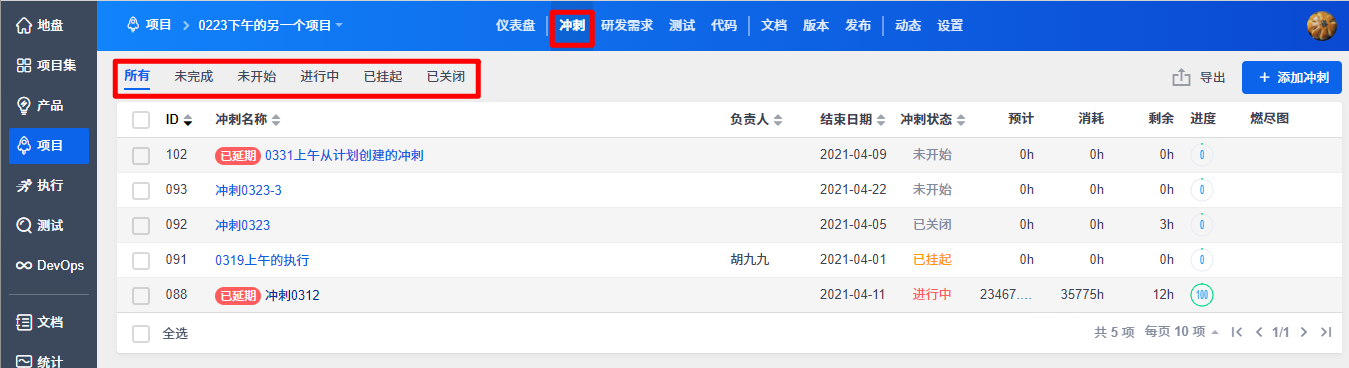 地盘
项目集
产品
项目
执行
测试
DevOps
文档
统计
项目 0223下午的另一个项目
仪表盘 冲刺 研发需求 测试 代码 文档 版本 发布 动态 设置
所有 未完成 未开始 进行中 已挂起 已关闭
导出 + 添加冲刺
ID 冲刺名称 负责人 结束日期 冲刺状态 预计 消耗 剩余 进度 燃尽图
102 已延期 0331上午从计划创建的冲刺 2021-04-09 未开始 0h 0h 0h 0
093 冲刺0323-3 2021-04-22 未开始 0h 0h 0h 0
092 冲刺0323 2021-04-05 已关闭 0h 0h 3h 0
091 0319上午的执行 胡九九 2021-04-01 已挂起 0h 0h 0h 0
088 已延期 冲刺0312 2021-04-11 进行中 23467.... 35775h 12h 100
全选 共 5 项 每页 10 项 1/1